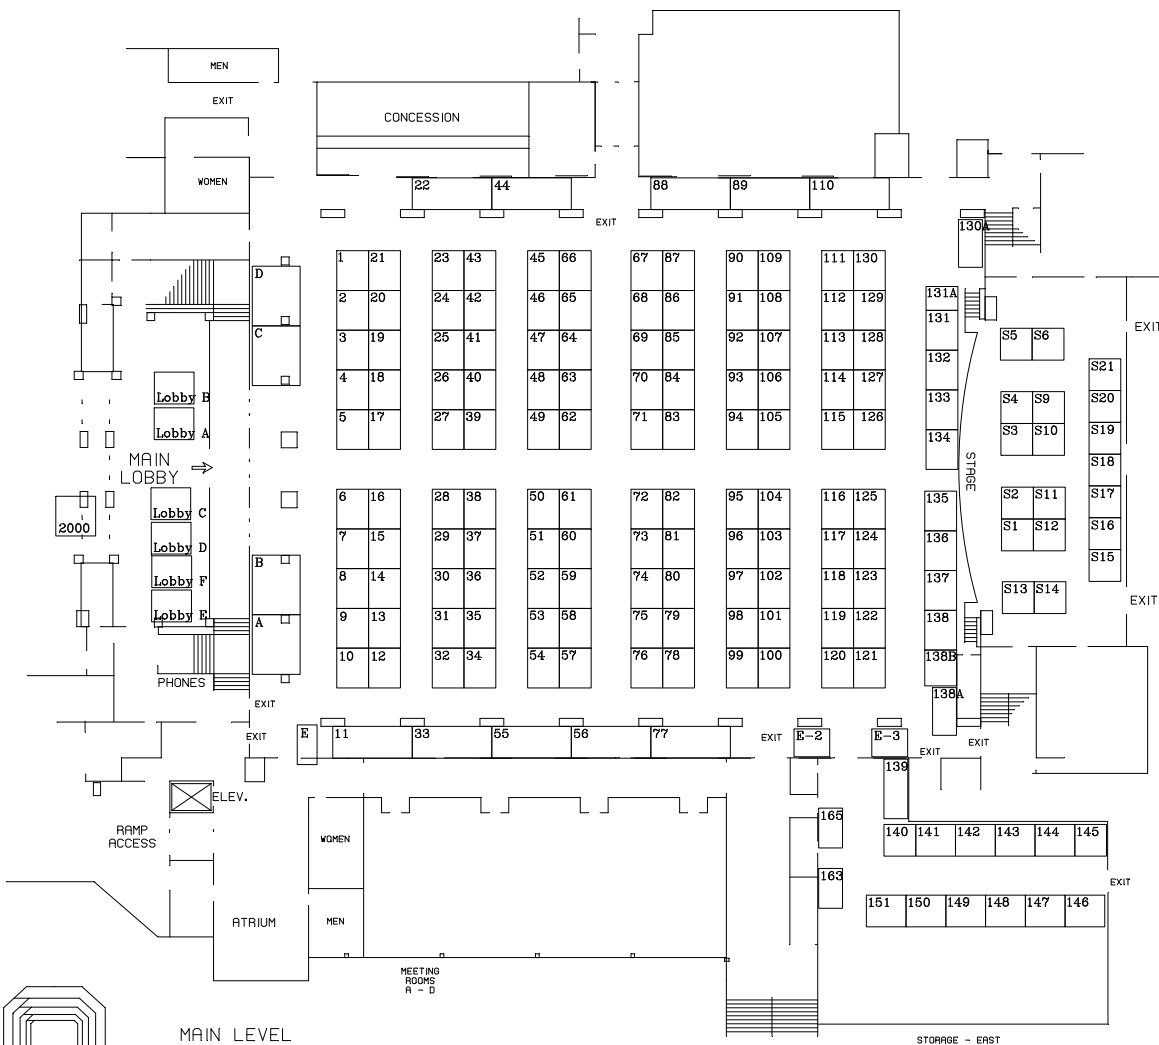 MEN
EXIT
CONCESSION
WOMEN
22 44 88 89 110
EXIT
130A
D
1 21 23 43 45 66 67 87 90 109 111 130
2 20 24 42 46 65 68 86 91 108 112 129
131A
131
EXIT
C
3 19 25 41 47 64 69 85 92 107 113 128
S5 S6
132
S21
4 18 26 40 48 63 70 84 93 106 114 127
Lobby B
133
S4 S9 S20
5 17 27 39 49 62 71 83 94 105 115 126
Lobby A
134
S3 S10 S19
MAIN
LOBBY
STAGE
S18
6 16 28 38 50 61 72 82 95 104 116 125
135
S2 S11 S17
Lobby C
2000
7 15 29 37 51 60 73 81 96 103 117 124
136
S1 S12 S16
Lobby D
B
8 14 30 36 52 59 74 80 97 102 118 123
137
S15
Lobby F
S13 S14
EXIT
9 13 31 35 53 58 75 79 98 101 119 122
138
Lobby E
A
10 12 32 34 54 57 76 78 99 100 120 121
138B
PHONES
138A
EXIT
EXIT
E 11 33 55 56 77
EXIT
E-2 E-3
EXIT
EXIT
139
ELEV.
165
RAMP
ACCESS
WOMEN
140 141 142 143 144 145
163
EXIT
151 150 149 148 147 146
ATRIUM
MEN
MEETING
ROOMS
A - D
MAIN LEVEL
STORAGE - EAST